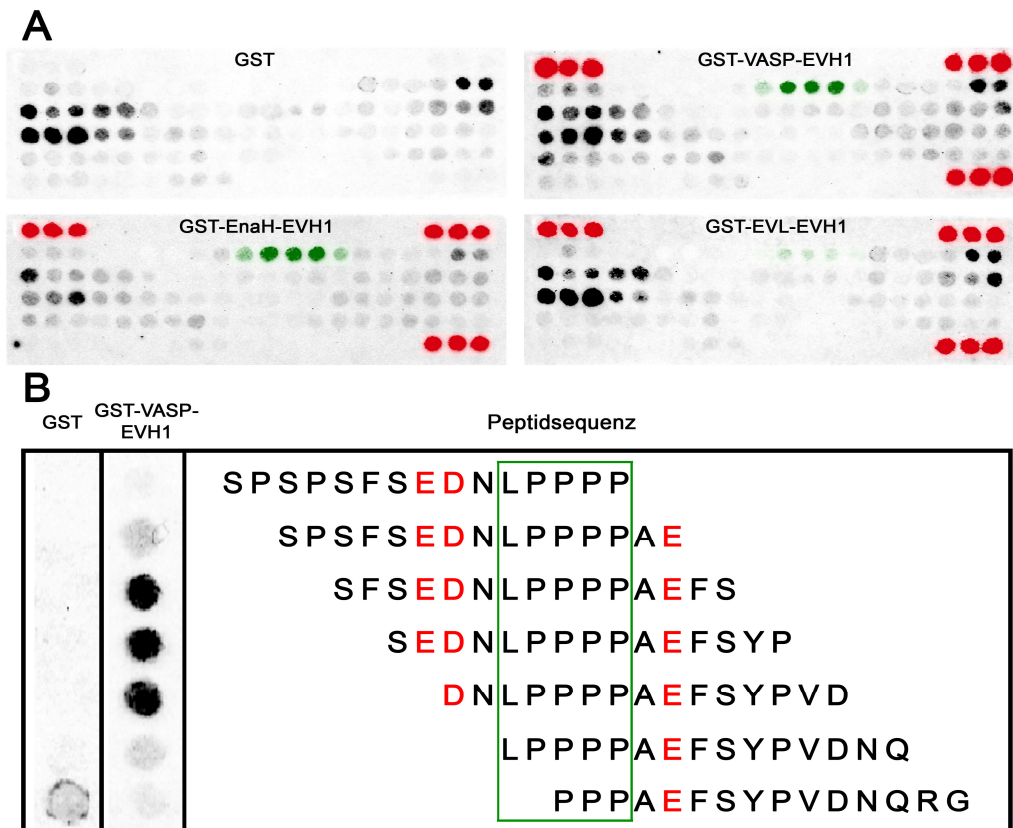 A
GST
GST-VASP-EVH1
GST-EnaH-EVH1
GST-EVL-EVH1
B
GST
GST-VASP-
EVH1
Peptidsequenz
SPSPSFSEDNLPPPP
SPSFSEDNLPPPPAE
SFSEDNLPPPPAEFS
SEDNLPPPPAEFSYP
DNLPPPPAEFSYPVD
LPPPPAEFSYPVDNQ
PPPAEFSYPVDNQRG